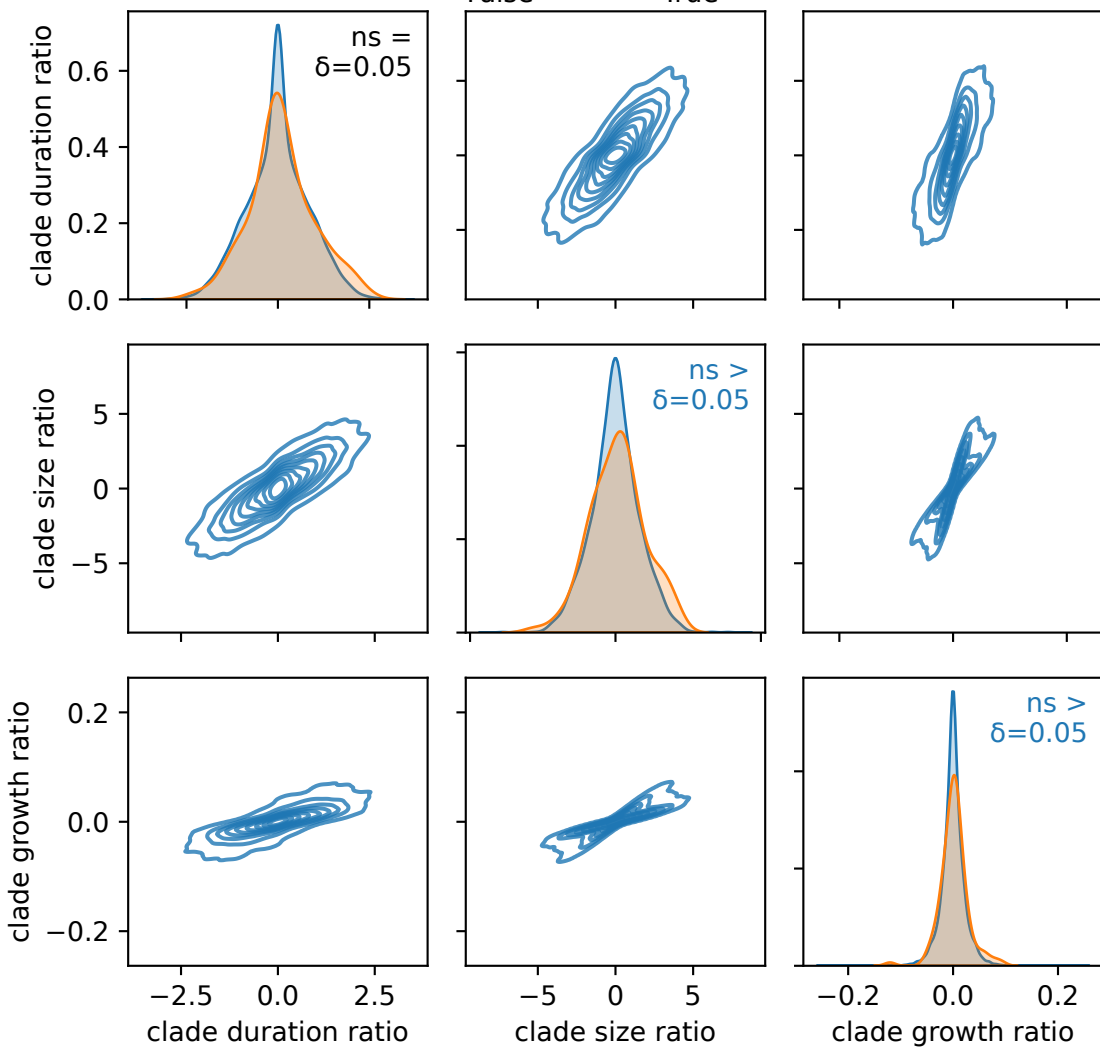 clade duration ratio
0.6
0.4
0.2
0.0
ns =
δ=0.05
clade size ratio
5
0
−5
ns >
δ=0.05
clade growth ratio
0.2
0.0
−0.2
ns >
δ=0.05
−2.5 0.0 2.5
−5 0 5
−0.2 0.0 0.2
clade duration ratio
clade size ratio
clade growth ratio